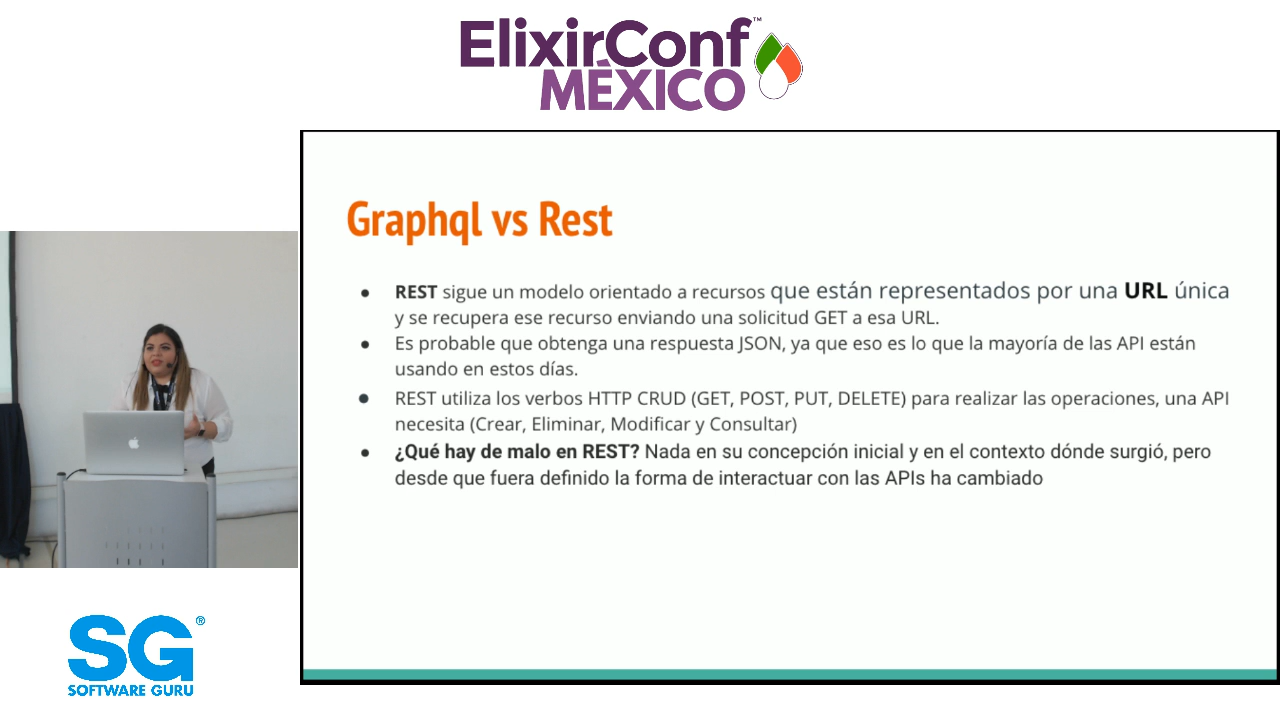 ElixirConf™
MÉXICO
Graphql vs Rest
● REST sigue un modelo orientado a recursos que están representados por una URL única
y se recupera ese recurso enviando una solicitud GET a esa URL.
● Es probable que obtenga una respuesta JSON, ya que eso es lo que la mayoría de las API están
usando en estos días.
● REST utiliza los verbos HTTP CRUD (GET, POST, PUT, DELETE) para realizar las operaciones, una API
necesita (Crear, Eliminar, Modificar y Consultar)
● ¿Qué hay de malo en REST? Nada en su concepción inicial y en el contexto dónde surgió, pero
desde que fuera definido la forma de interactuar con las APIs ha cambiado
SG®
SOFTWARE GURU